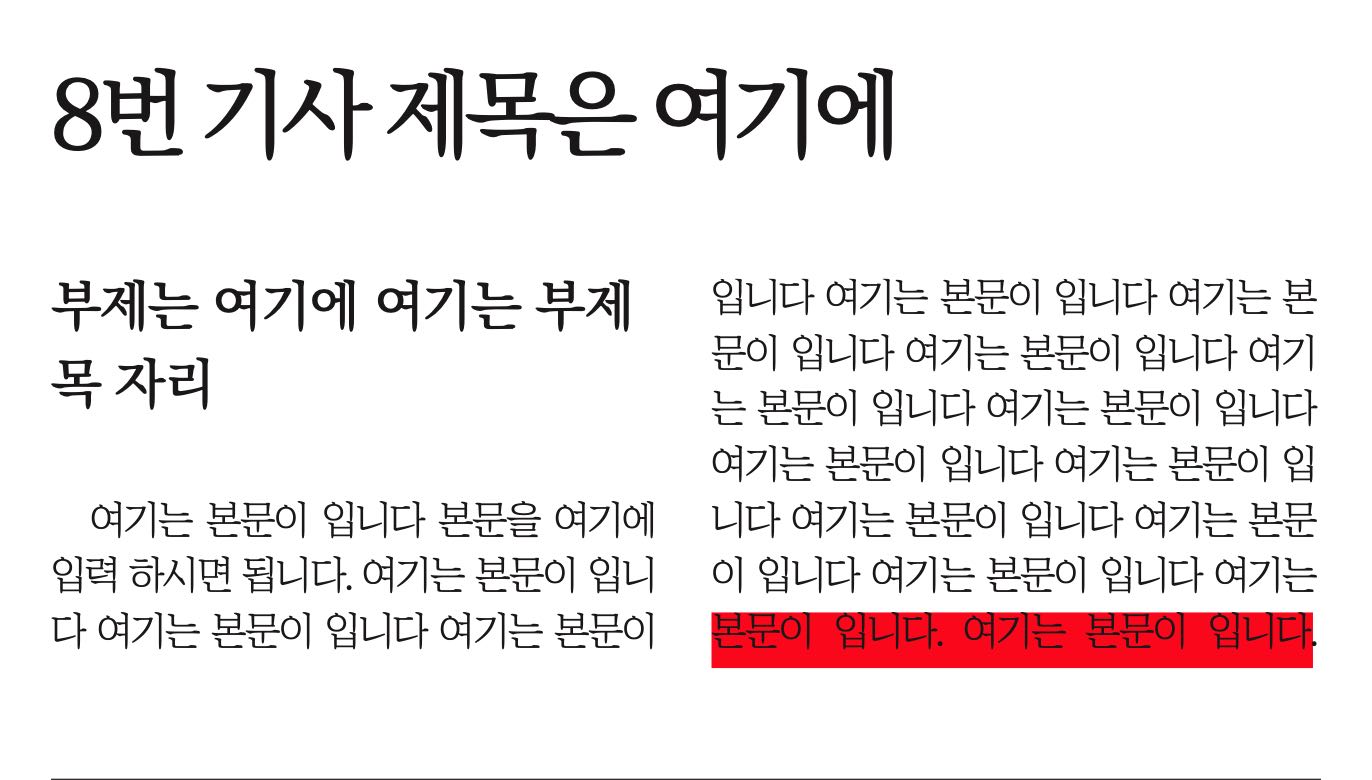 8번 기사 제목은 여기에
부제는 여기에 여기는 부제
목 자리
여기는 본문이 입니다 본문을 여기에
입력 하시면 됩니다. 여기는 본문이 입니
다 여기는 본문이 입니다 여기는 본문이
입니다 여기는 본문이 입니다 여기는 본
문이 입니다 여기는 본문이 입니다 여기
는 본문이 입니다 여기는 본문이 입니다
여기는 본문이 입니다 여기는 본문이 입
니다 여기는 본문이 입니다 여기는 본문
이 입니다 여기는 본문이 입니다 여기는
본문이 입니다. 여기는 본문이 입니다.